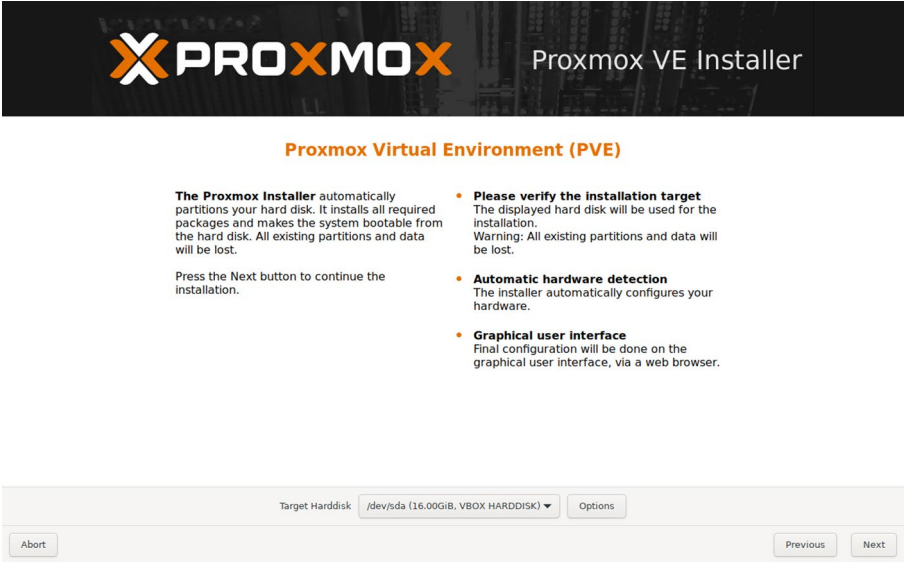 PROXMOX
Proxmox VE Installer
Proxmox Virtual Environment (PVE)
The Proxmox Installer automatically
partitions your hard disk. It installs all required
packages and makes the system bootable from
the hard disk. All existing partitions and data
will be lost.
Press the Next button to continue the
installation.
Please verify the installation target
The displayed hard disk will be used for the
installation.
Warning: All existing partitions and data will
be lost.
Automatic hardware detection
The installer automatically configures your
hardware.
Graphical user interface
Final configuration will be done on the
graphical user interface, via a web browser.
Target Harddisk /dev/sda (16.00GiB, VBOX HARDDISK) Options
Abort Previous Next